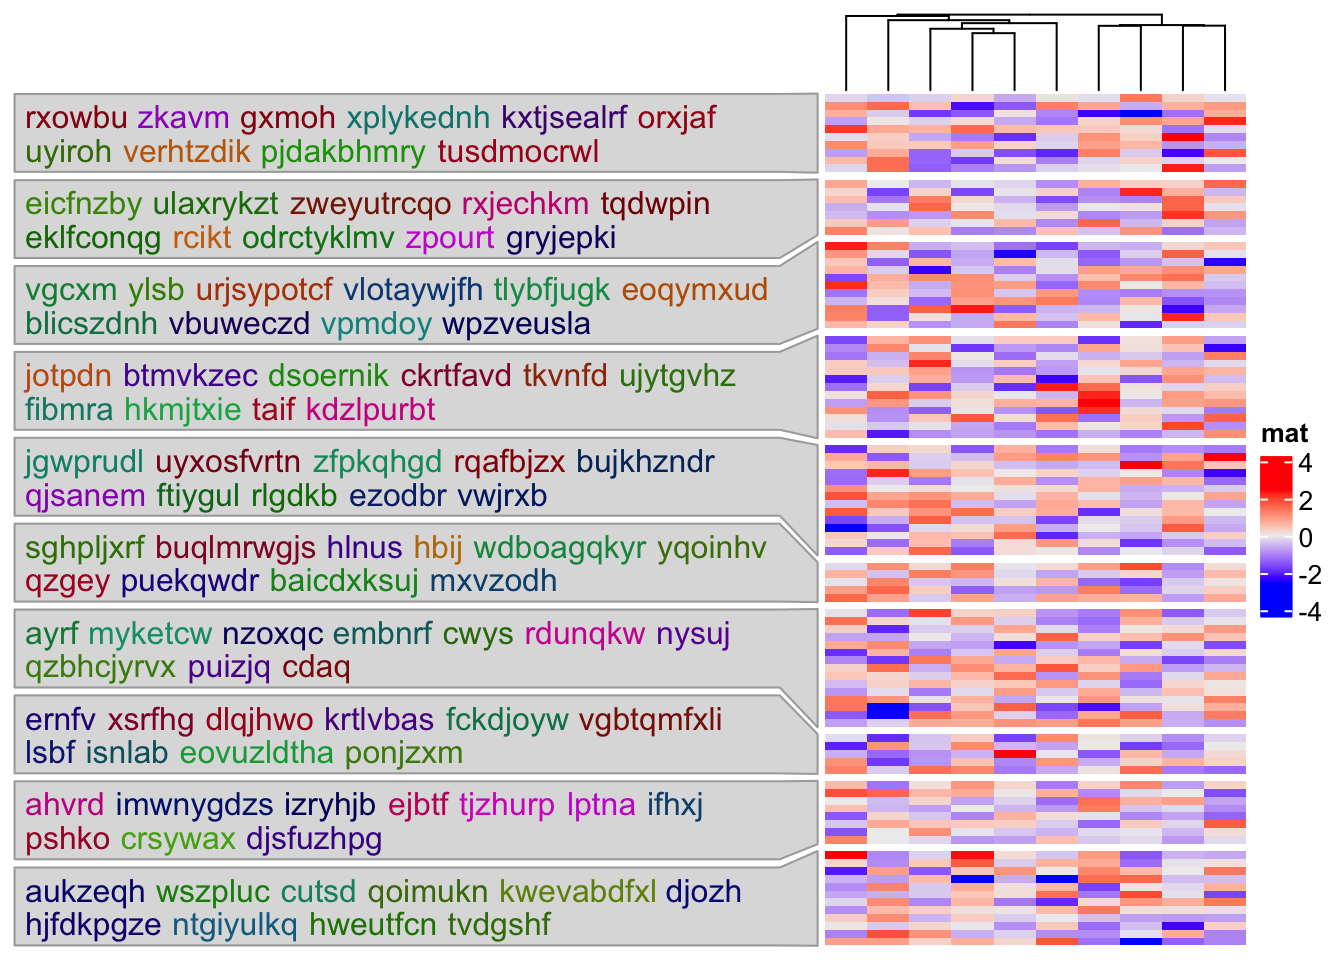 rxowbu zkavm gxmoh xplykednh kxtjsealrf orxjaf
uyiroh verhtzdik pjdakbhmry tusdmocrwl
eicfnzby ulaxrykzt zweyutrcqo rxjechkm tqdwpin
eklfconqg rcikt odrctyklmv zpourt gryjepki
vgcxm ylsb urjsypotcf vlotaywjfh tlybfjugk eoqymxud
blicszdnh vbuweczd vpmdoy wpzveusla
jotpdn btmvkzec dsoernik ckrtfavd tkvnfd ujytgvhz
fibmra hkmjtxie taif kdzlpurbt
jgwprudl uyxosfvrtn zfpkqhgd rqafbjzx bujkhzndr
qjsanem ftiygul rlgdkb ezodbr vwjrxb
sghpljxrf buqlmrwgjs hlnus hbij wdboagqkyr yqoinhv
qzgey puekqwdr baicdxksuj mxvzodh
ayrf myketcw nzoxqc embnrf cwys rdunqkw nysuj
qzbhcjyrvx puizjq cdaq
ernfv xsrfhg dlqjhwo krtlvbas fckdjoyw vgbtqmfxli
lsbf isnlab eovuzldtha ponjzxm
ahvrd imwnygdzs izryhjb ejbtf tjzhurp lptna ifhxj
pshko crsywax djsfuzhpg
aukzeqh wszpluc cutsd qoimukn kwevabdfxl djozh
hjfdkpgze ntgiyulkq hweutfcn tvdgshf
mat
4
2
0
-2
-4